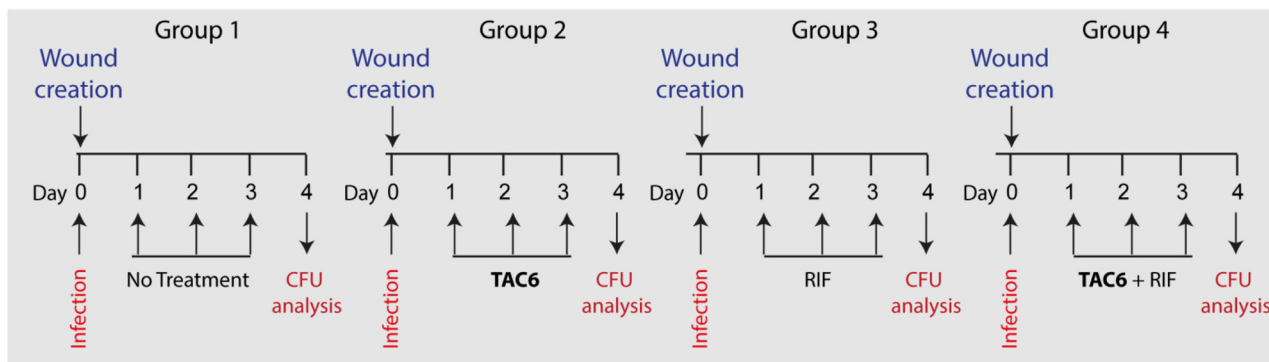 Group 1
Wound
creation
Day 0 1 2 3 4
Infection
No Treatment
CFU
analysis
Group 2
Wound
creation
Day 0 1 2 3 4
Infection
TAC6
CFU
analysis
Group 3
Wound
creation
Day 0 1 2 3 4
Infection
RIF
CFU
analysis
Group 4
Wound
creation
Day 0 1 2 3 4
Infection
TAC6 + RIF
CFU
analysis